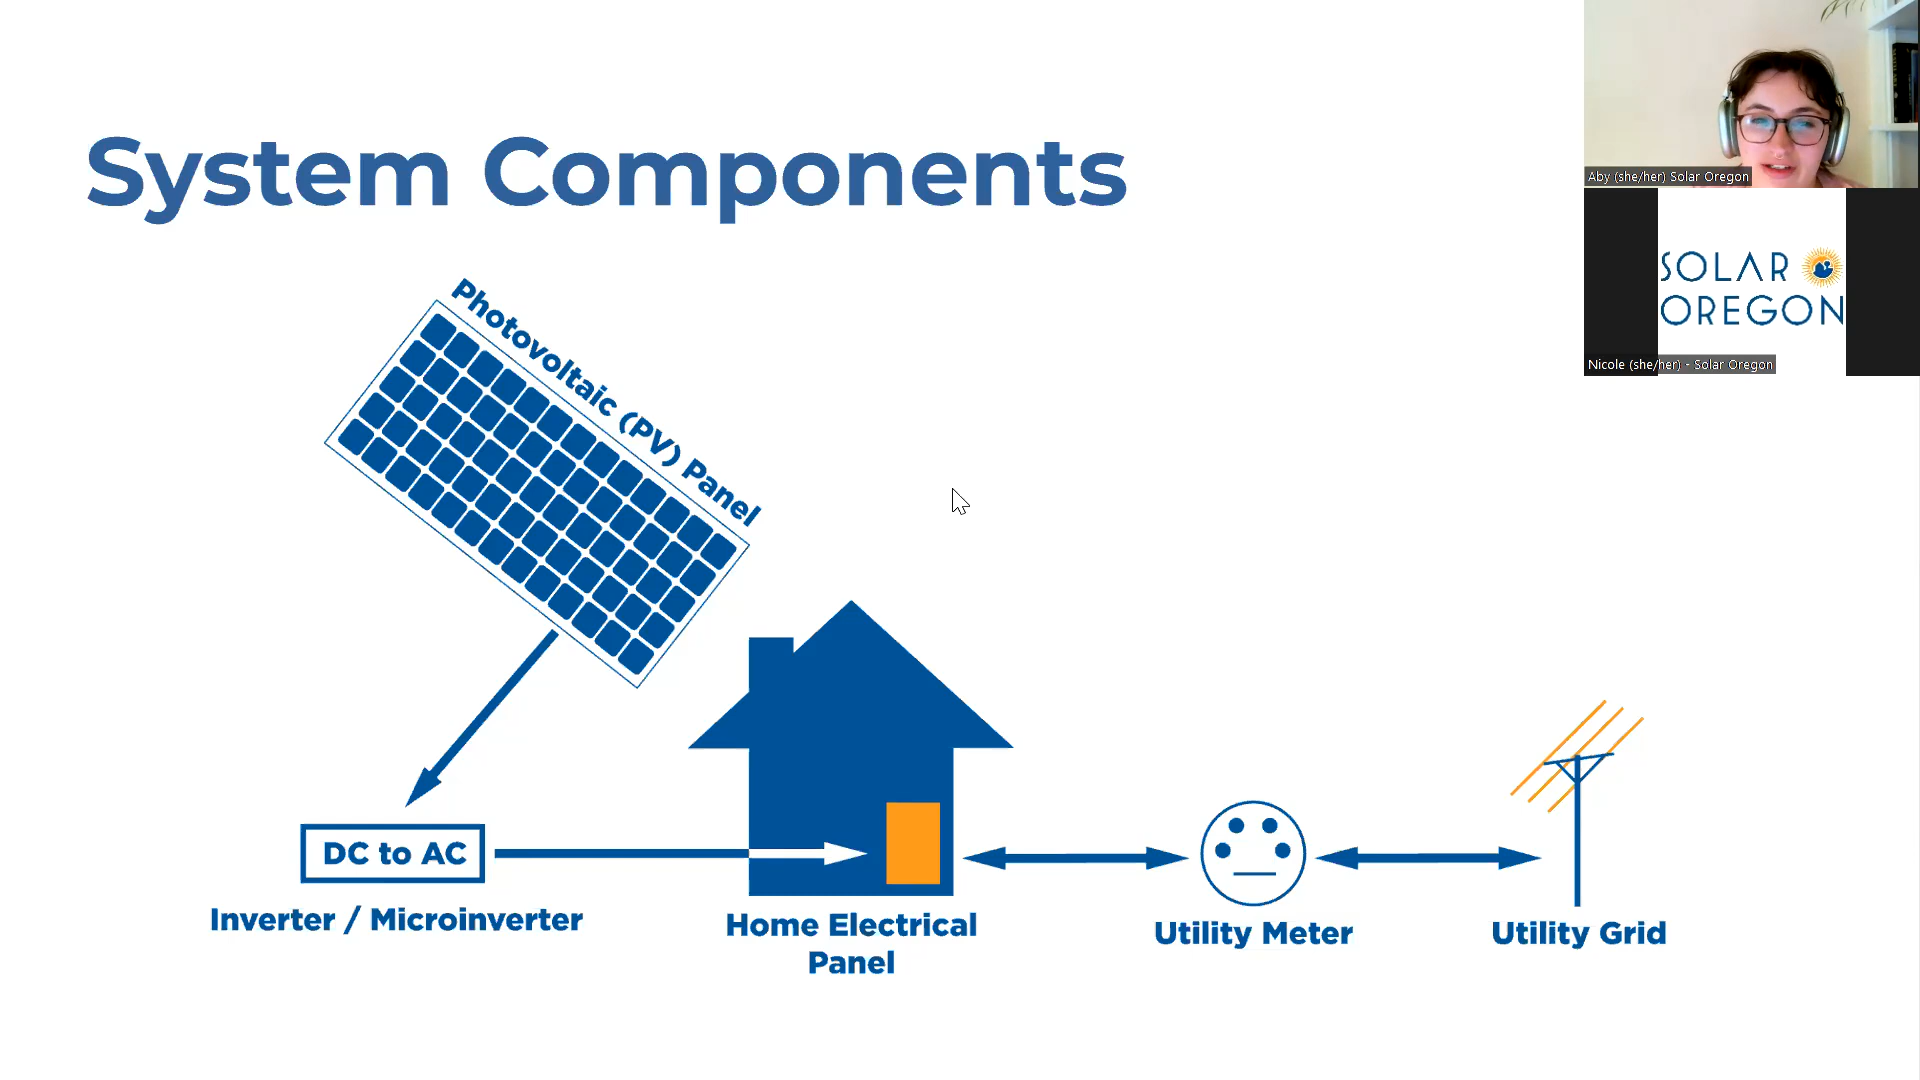 System Components
Photovoltaic (PV) Panel
DC to AC
Inverter / Microinverter
Home Electrical
Panel
Utility Meter
Utility Grid
Aby (she/her) Solar Oregon
SOLAR
OREGON
Nicole (she/her) - Solar Oregon